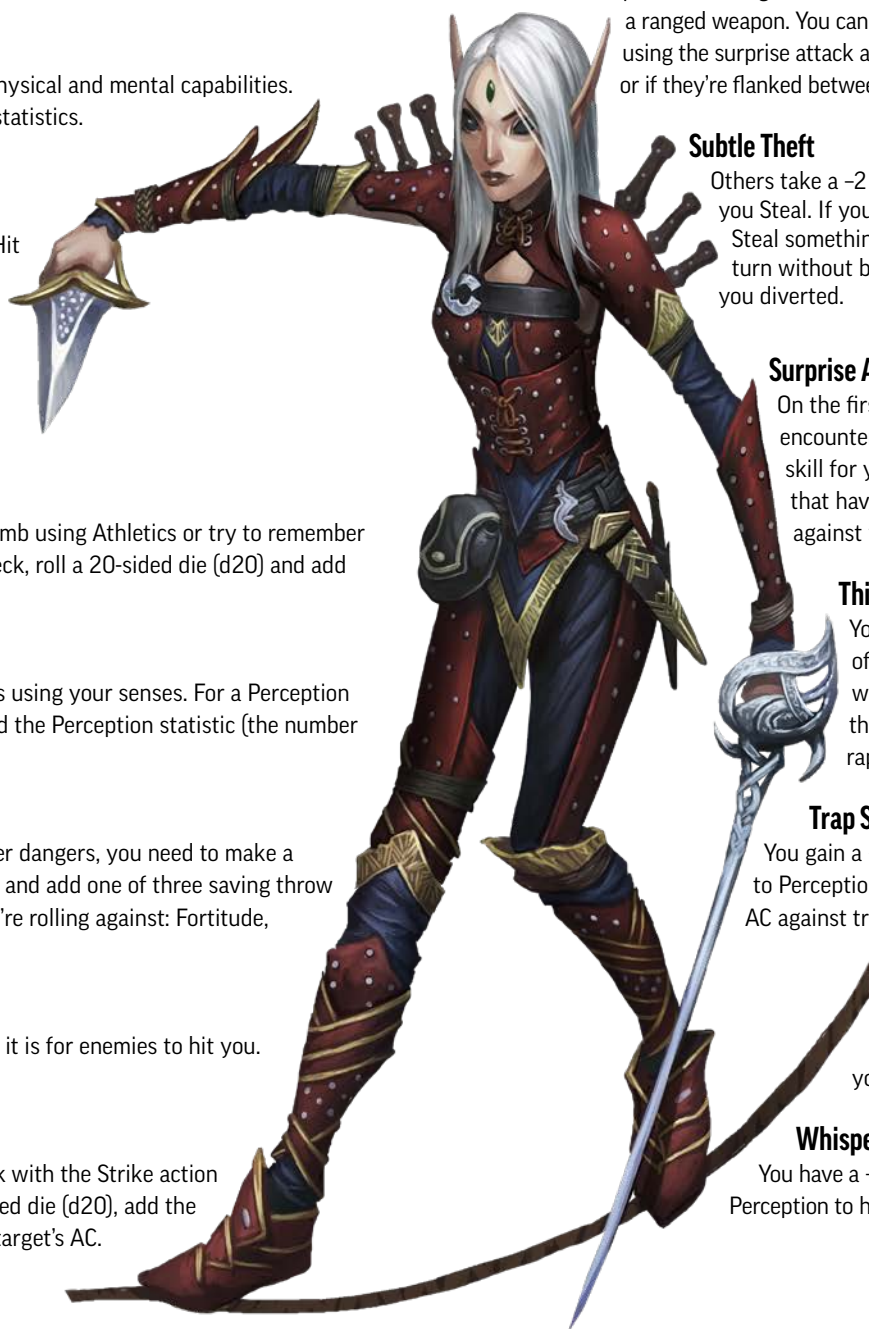 hysical and mental capabilities.
statistics.
Hit
mb using Athletics or try to remember
eck, roll a 20-sided die (d20) and add
s using your senses. For a Perception
d the Perception statistic (the number
er dangers, you need to make a
and add one of three saving throw
're rolling against: Fortitude,
it is for enemies to hit you.
k with the Strike action
ed die (d20), add the
target's AC.
a ranged weapon. You can
using the surprise attack a
or if they're flanked betwee
Subtle Theft
Others take a –2
you Steal. If you
Steal somethin
turn without b
you diverted.
Surprise A
On the firs
encounte
skill for y
that hav
against
Thi
Yo
of
w
th
rap
Trap S
You gain a
to Perception
AC against tr
yo
Whispe
You have a +
Perception to h